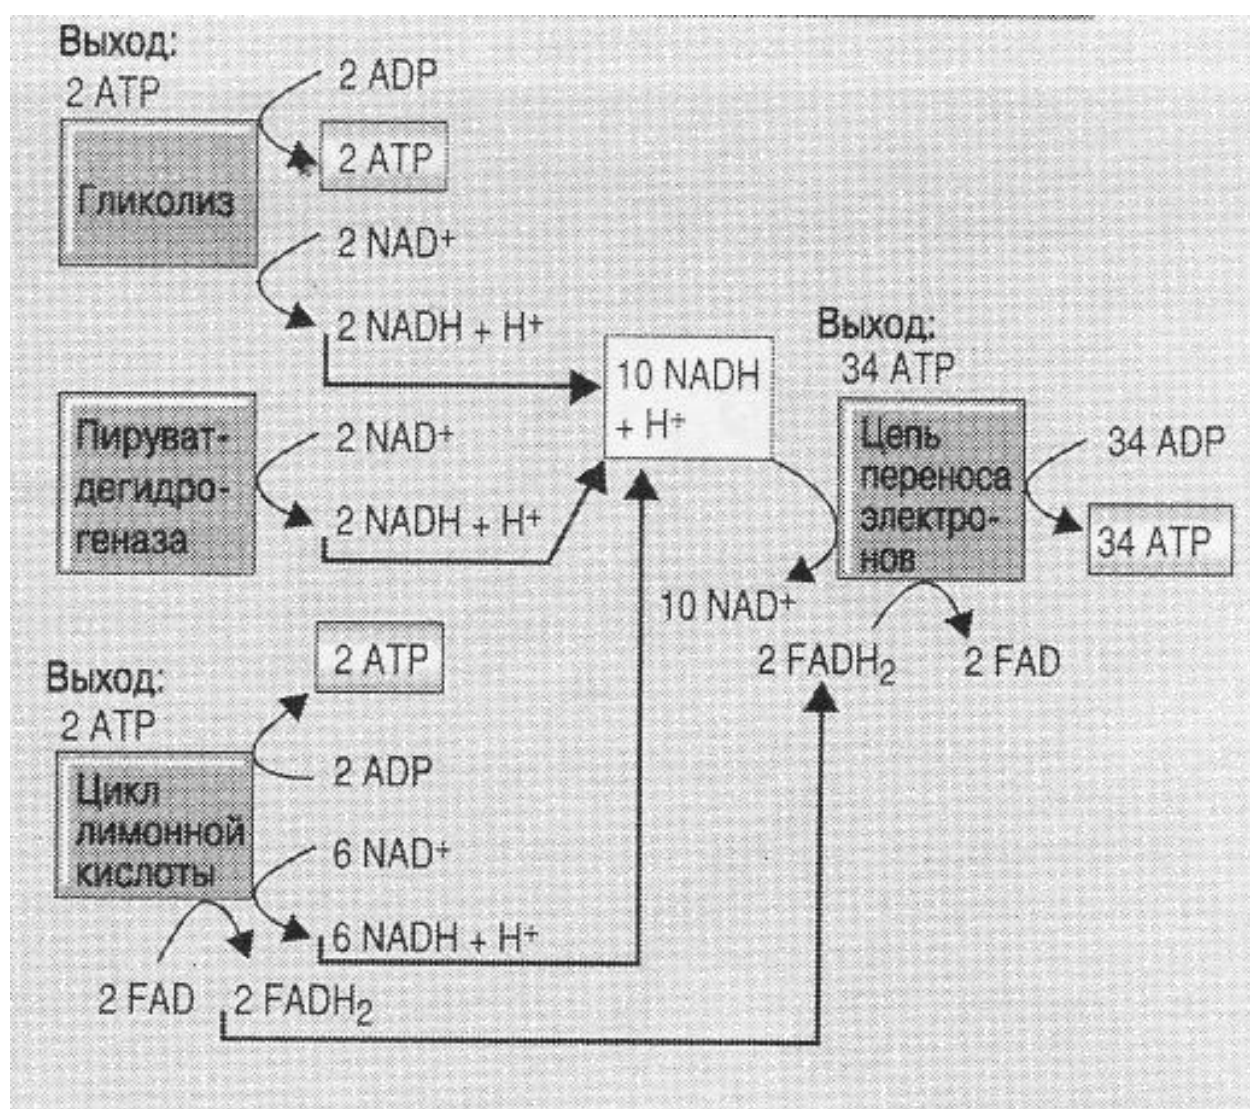 Выход:
2 ATP
2 ADP
2 ATP
Гликолиз
2 NAD+
2 NADH + H+
Пируват-
дегидро-
геназа
2 NAD+
2 NADH + H+
10 NADH
+ H+
Выход:
34 ATP
Цепь
переноса
электро-
нов
34 ADP
34 ATP
10 NAD+
2 FADH2
2 FAD
Выход:
2 ATP
2 ATP
2 ADP
Цикл
лимонной
кислоты
6 NAD+
6 NADH + H+
2 FAD
2 FADH2